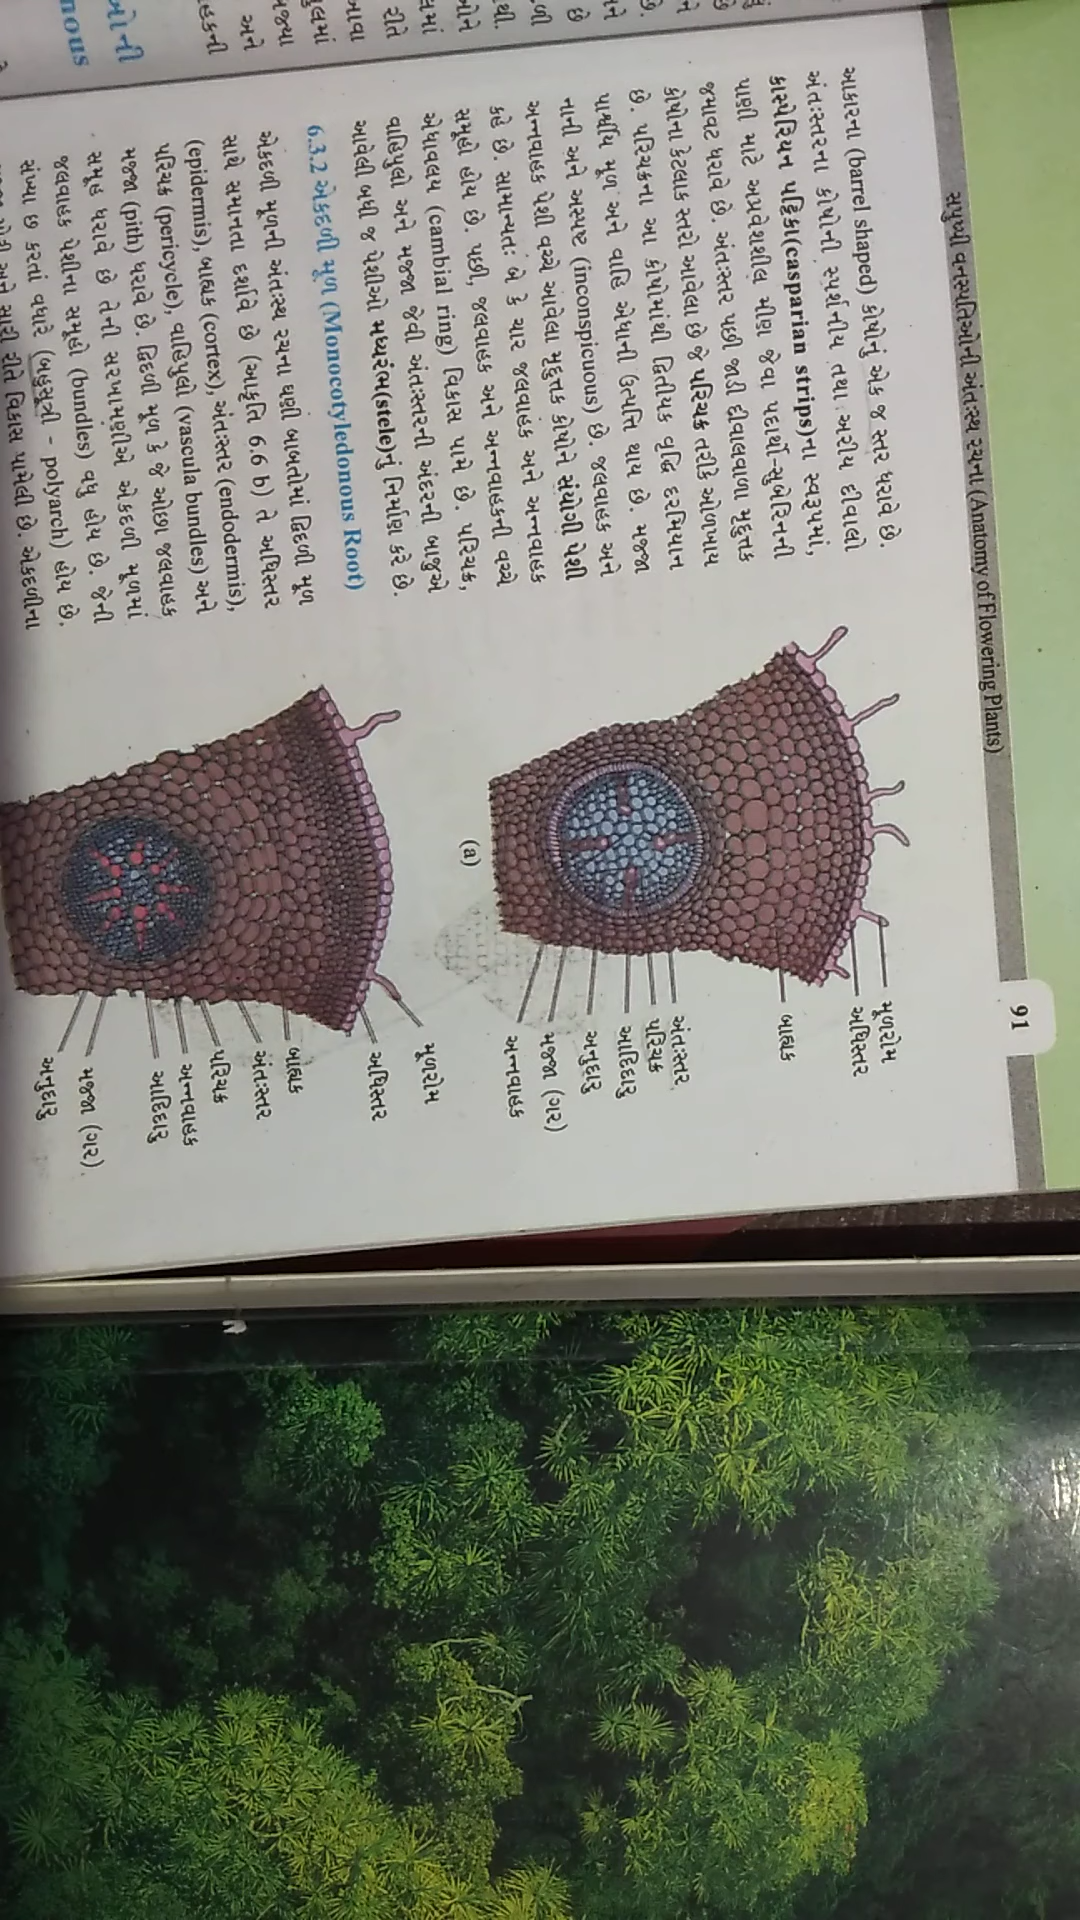 સપુષ્પી વનસ્પતિઓની અંતઃસ્થ રચના (Anatomy of Flowering Plants)
91
આકારના (barrel shaped) કોષોનું એક જ સ્તર ધરાવે છે.
અંતઃસ્તરના કોષોની સ્પર્શનીય તથા અરીય દીવાલો
કાસ્પેરિયન પટ્ટિકા(casparian strips)ના સ્વરૂપમાં,
પાણી માટે અપ્રવેશશીલ મીણ જેવા પદાર્થો-સુબેરિનની
જમાવટ ધરાવે છે. અંતઃસ્તર પછી જાડી દીવાલવાળા મૃદુત્તક
કોષોના કેટલાક સ્તરો આવેલા છે જે પરિચક્ર તરીકે ઓળખાય
છે. પરિચક્રના આ કોષોમાંથી દ્વિતીયક વૃદ્ધિ દરમિયાન
પાર્શ્વીય મૂળ અને વાહિ એધાની ઉત્પત્તિ થાય છે. મજ્જા
નાની અને અસ્પષ્ટ (inconspicuous) છે. જલવાહક અને
અન્નવાહક પેશી વચ્ચે આવેલા મૃદુત્તક કોષોને સંયોગી પેશી
કહે છે. સામાન્યતઃ બે કે ચાર જલવાહક અને અન્નવાહક
સમૂહો હોય છે. પછી, જલવાહક અને અન્નવાહકની વચ્ચે
એધાવલય (cambial ring) વિકાસ પામે છે. પરિચક્ર,
વાહિપુલો અને મજ્જા જેવી અંતઃસ્તરની અંદરની બાજુએ
આવેલી બધી જ પેશીઓ મધ્યરંભ(stele)નું નિર્માણ કરે છે.
6.3.2 એકદળી મૂળ (Monocotyledonous Root)
એકદળી મૂળની અંતઃસ્થ રચના ઘણી બાબતોમાં દ્વિદળી મૂળ
સાથે સમાનતા દર્શાવે છે (આકૃતિ 6.6 b) તે અધિસ્તર
(epidermis), બાહ્યક (cortex), અંતઃસ્તર (endodermis),
પરિચક્ર (pericycle), વાહિપુલો (vascula bundles) અને
મજ્જા (pith) ધરાવે છે. દ્વિદળી મૂળ કે જે ઓછા જલવાહક
સમૂહ ધરાવે છે તેની સરખામણીએ એકદળી મૂળમાં
જલવાહક પેશીના સમૂહો (bundles) વધુ હોય છે. જેની
સંખ્યા છ કરતાં વધારે (બહુસૂત્રી - polyarch) હોય છે.
અને સારી રીતે વિકાસ પામેલી છે. એકદળીના
મૂળરોમ
અધિસ્તર
બાહ્યક
અંતઃસ્તર
પરિચક્ર
આદિદારુ
અનુદારુ
મજ્જા (ગર)
અન્નવાહક
(a)
મૂળરોમ
અધિસ્તર
બાહ્યક
અંતઃસ્તર
પરિચક્ર
અન્નવાહક
આદિદારુ
મજ્જા (ગર)
અનુદારુ